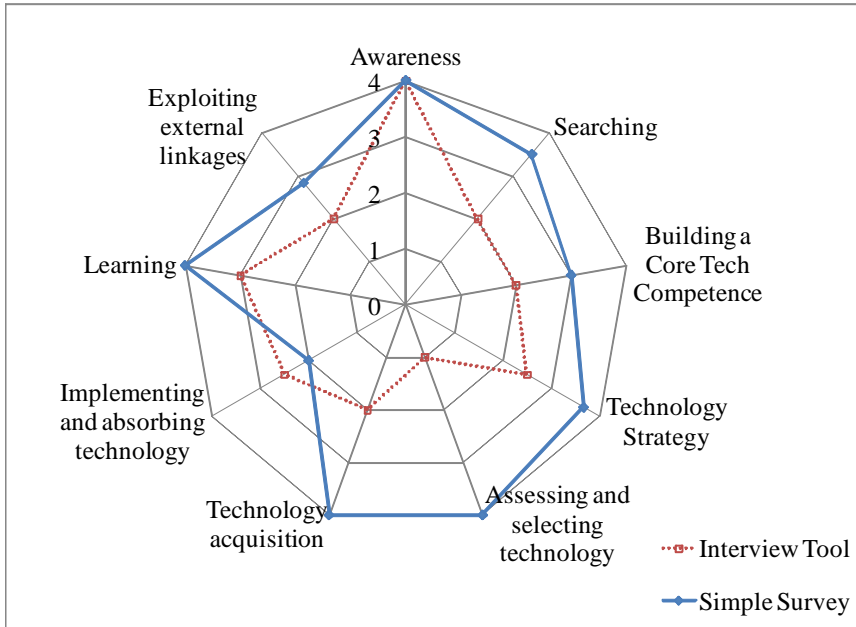 Awareness
Exploiting
external
linkages
Searching
4
3
2
1
0
Learning
Building a
Core Tech
Competence
Implementing
and absorbing
technology
Technology
Strategy
Technology
acquisition
Assessing and
selecting
technology
Interview Tool
Simple Survey